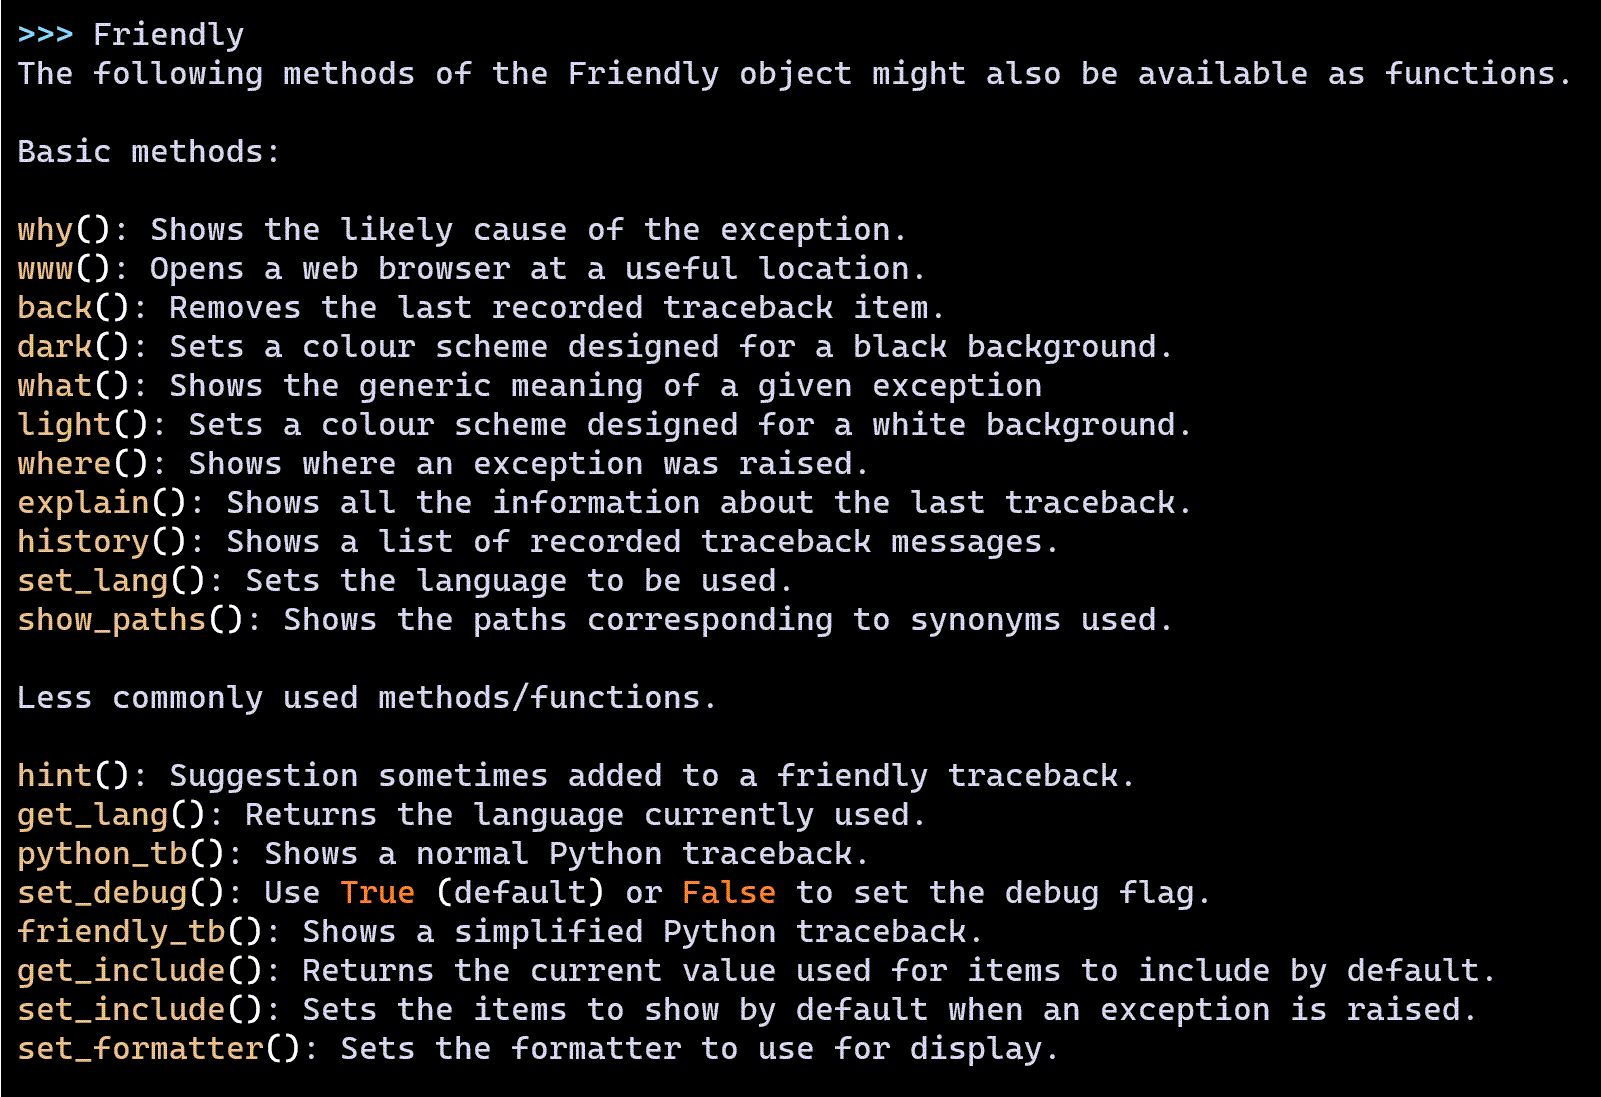 >>> Friendly
The following methods of the Friendly object might also be available as functions.
Basic methods:
why(): Shows the likely cause of the exception.
www(): Opens a web browser at a useful location.
back(): Removes the last recorded traceback item.
dark(): Sets a colour scheme designed for a black background.
what(): Shows the generic meaning of a given exception
light(): Sets a colour scheme designed for a white background.
where(): Shows where an exception was raised.
explain(): Shows all the information about the last traceback.
history(): Shows a list of recorded traceback messages.
set_lang(): Sets the language to be used.
show_paths(): Shows the paths corresponding to synonyms used.
Less commonly used methods/functions.
hint(): Suggestion sometimes added to a friendly traceback.
get_lang(): Returns the language currently used.
python_tb(): Shows a normal Python traceback.
set_debug(): Use True (default) or False to set the debug flag.
friendly_tb(): Shows a simplified Python traceback.
get_include(): Returns the current value used for items to include by default.
set_include(): Sets the items to show by default when an exception is raised.
set_formatter(): Sets the formatter to use for display.